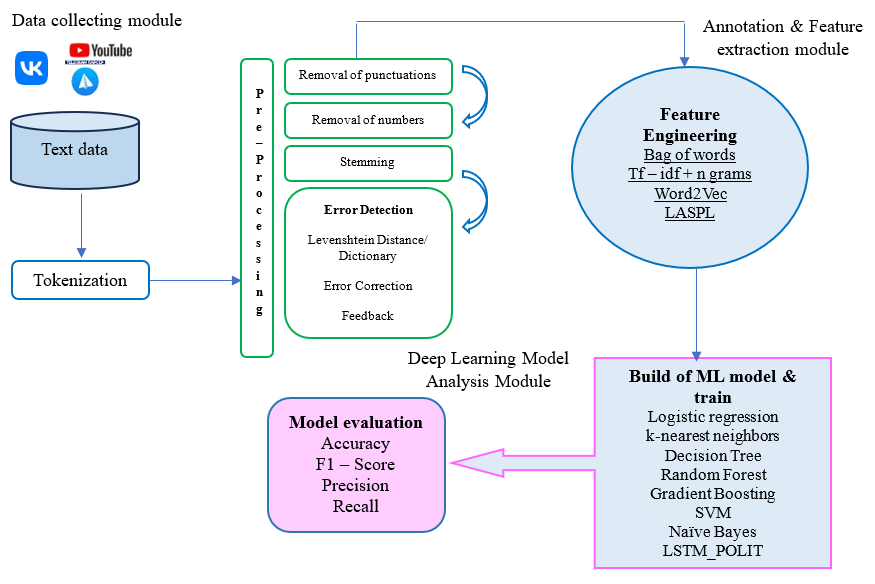 Data collecting module
VK
YouTube
Text data
Tokenization
Pre–Processing
Removal of punctuations
Removal of numbers
Stemming
Error Detection
Levenshtein Distance/
Dictionary
Error Correction
Feedback
Annotation & Feature
extraction module
Feature
Engineering
Bag of words
Tf – idf + n grams
Word2Vec
LASPL
Build of ML model &
train
Logistic regression
k-nearest neighbors
Decision Tree
Random Forest
Gradient Boosting
SVM
Naïve Bayes
LSTM_POLIT
Deep Learning Model
Analysis Module
Model evaluation
Accuracy
F1 – Score
Precision
Recall